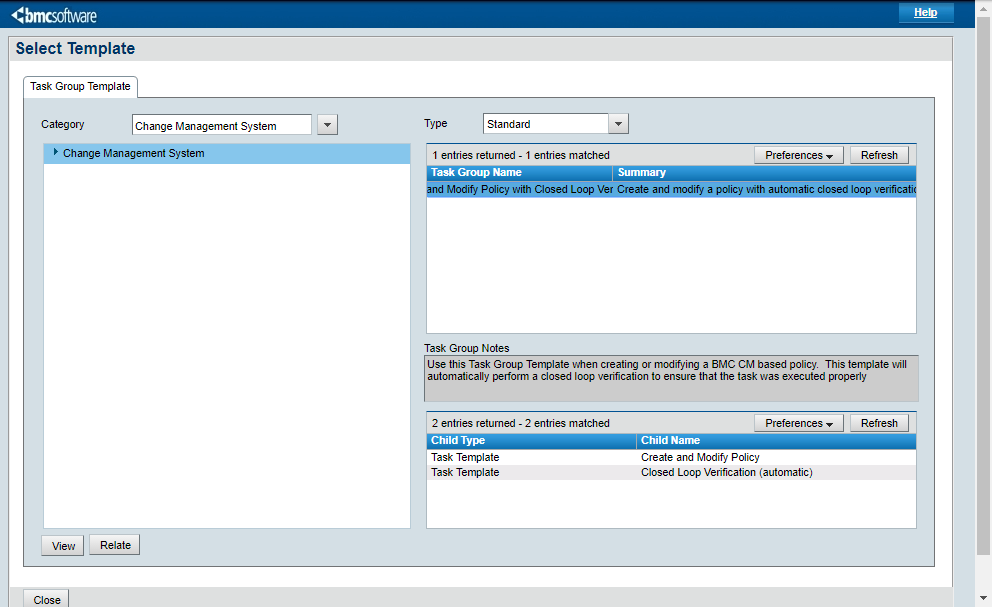 bmcsoftware
Help
Select Template
Task Group Template
Category
Change Management System
Type
Standard
Change Management System
1 entries returned - 1 entries matched
Preferences
Refresh
Task Group Name
Summary
and Modify Policy with Closed Loop Ver
Create and modify a policy with automatic closed loop verificatio
Task Group Notes
Use this Task Group Template when creating or modifying a BMC CM based policy.  This template will
automatically perform a closed loop verification to ensure that the task was executed properly
2 entries returned - 2 entries matched
Preferences
Refresh
Child Type
Child Name
Task Template
Create and Modify Policy
Task Template
Closed Loop Verification (automatic)
View
Relate
Close